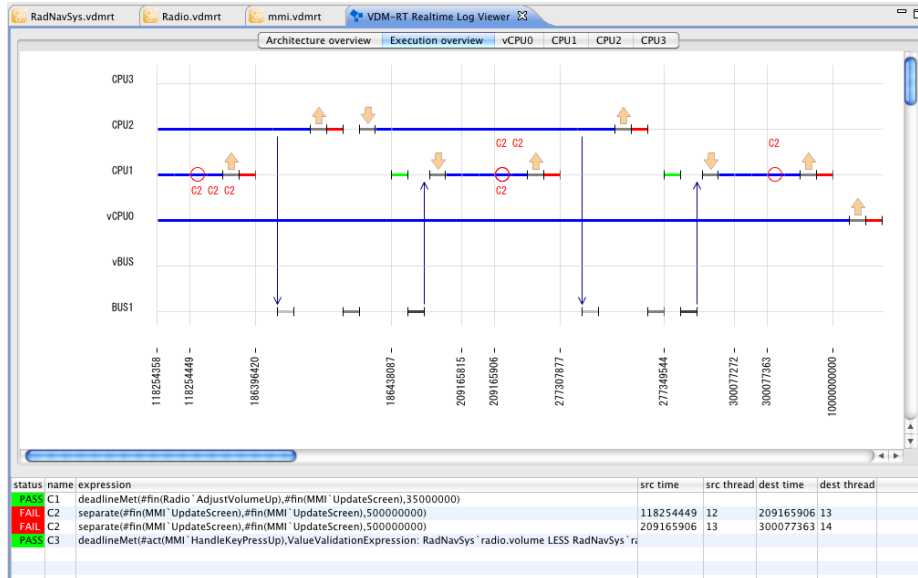 RadNavSys.vdmrt Radio.vdmrt mmi.vdmrt VDM-RT Realtime Log Viewer
Architecture overview Execution overview vCPU0 CPU1 CPU2 CPU3
CPU3
CPU2
C2 C2 C2
CPU1
C2 C2 C2 C2
vCPU0
vBUS
BUS1
118254358 118254449 186396420 186438087 209165815 209165906 277307877 277349544 300077272 300077363 10000000000
status name expression src time src thread dest time dest thread
PASS C1 deadlineMet(#fin(Radio`AdjustVolumeUp),#fin(MMI`UpdateScreen),35000000)
FAIL C2 separate(#fin(MMI`UpdateScreen),#fin(MMI`UpdateScreen),500000000) 118254449 12 209165906 13
FAIL C2 separate(#fin(MMI`UpdateScreen),#fin(MMI`UpdateScreen),500000000) 209165906 13 300077363 14
PASS C3 deadlineMet(#act(MMI`HandleKeyPressUp),ValueValidationExpression: RadNavSys`radio.volume LESS RadNavSys`ra